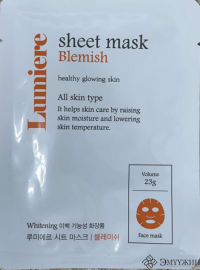 Lumiere
sheet mask
Blemish
healthy glowing skin
All skin type
It helps skin care by raising
skin moisture and lowering
skin temperature.
Volume
23g
Face mask
Whitening 미백 기능성 화장품
루미에르 시트 마스크 | 블레미쉬
Эмүүжин